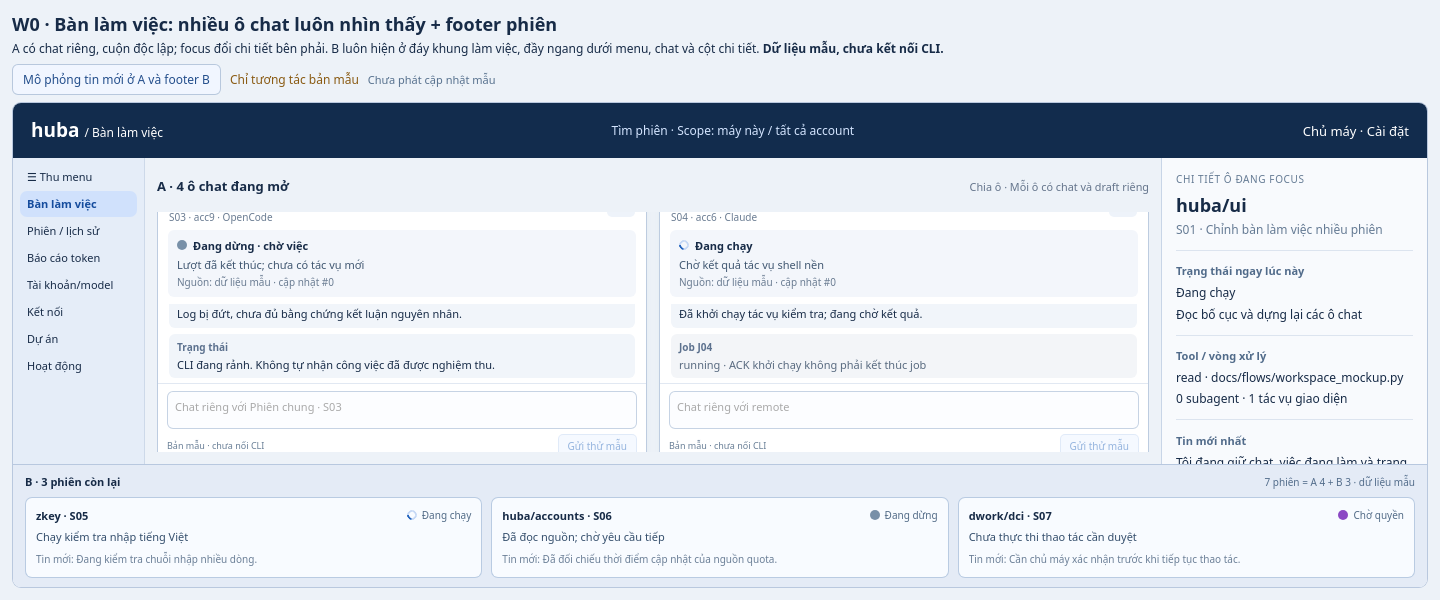 W0 · Bàn làm việc: nhiều ô chat luôn nhìn thấy + footer phiên
A có chat riêng, cuộn độc lập; focus đổi chi tiết bên phải. B luôn hiện ở đáy khung làm việc, đầy ngang dưới menu, chat và cột chi tiết. Dữ liệu mẫu, chưa kết nối CLI.
Mô phỏng tin mới ở A và footer B
Chỉ tương tác bản mẫu
Chưa phát cập nhật mẫu
huba / Bàn làm việc
Tìm phiên · Scope: máy này / tất cả account
Chủ máy · Cài đặt
☰ Thu menu
Bàn làm việc
Phiên / lịch sử
Báo cáo token
Tài khoản/model
Kết nối
Dự án
Hoạt động
A · 4 ô chat đang mở
Chia ô · Mỗi ô có chat và draft riêng
S03 · acc9 · OpenCode
Đang dừng · chờ việc
Lượt đã kết thúc; chưa có tác vụ mới
Nguồn: dữ liệu mẫu · cập nhật #0
Log bị đứt, chưa đủ bằng chứng kết luận nguyên nhân.
Trạng thái
CLI đang rảnh. Không tự nhận công việc đã được nghiệm thu.
Chat riêng với Phiên chung · S03
Bản mẫu · chưa nối CLI
Gửi thử mẫu
S04 · acc6 · Claude
Đang chạy
Chờ kết quả tác vụ shell nền
Nguồn: dữ liệu mẫu · cập nhật #0
Đã khởi chạy tác vụ kiểm tra; đang chờ kết quả.
Job J04
running · ACK khởi chạy không phải kết thúc job
Chat riêng với remote
Bản mẫu · chưa nối CLI
Gửi thử mẫu
CHI TIẾT Ô ĐANG FOCUS
huba/ui
S01 · Chỉnh bàn làm việc nhiều phiên
Trạng thái ngay lúc này
Đang chạy
Đọc bố cục và dựng lại các ô chat
Tool / vòng xử lý
read · docs/flows/workspace_mockup.py
0 subagent · 1 tác vụ giao diện
Tin mới nhất
Tôi đang giữ chat, việc đang làm và trạng
B · 3 phiên còn lại
7 phiên = A 4 + B 3 · dữ liệu mẫu
zkey · S05
Đang chạy
Chạy kiểm tra nhập tiếng Việt
Tin mới: Đang kiểm tra chuỗi nhập nhiều dòng.
huba/accounts · S06
Đang dừng
Đã đọc nguồn; chờ yêu cầu tiếp
Tin mới: Đã đối chiếu thời điểm cập nhật của nguồn quota.
dwork/dci · S07
Chờ quyền
Chưa thực thi thao tác cần duyệt
Tin mới: Cần chủ máy xác nhận trước khi tiếp tục thao tác.